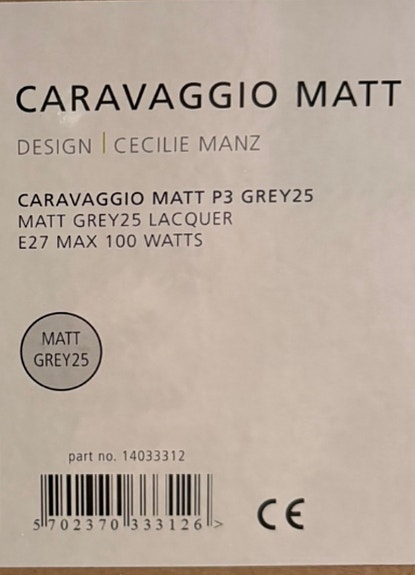 CARAVAGGIO MATT
DESIGN | CECILIE MANZ
CARAVAGGIO MATT P3 GREY25
MATT GREY25 LACQUER
E27 MAX 100 WATTS
MATT
GREY25
part no. 14033312
5 702370 333126 >
CE